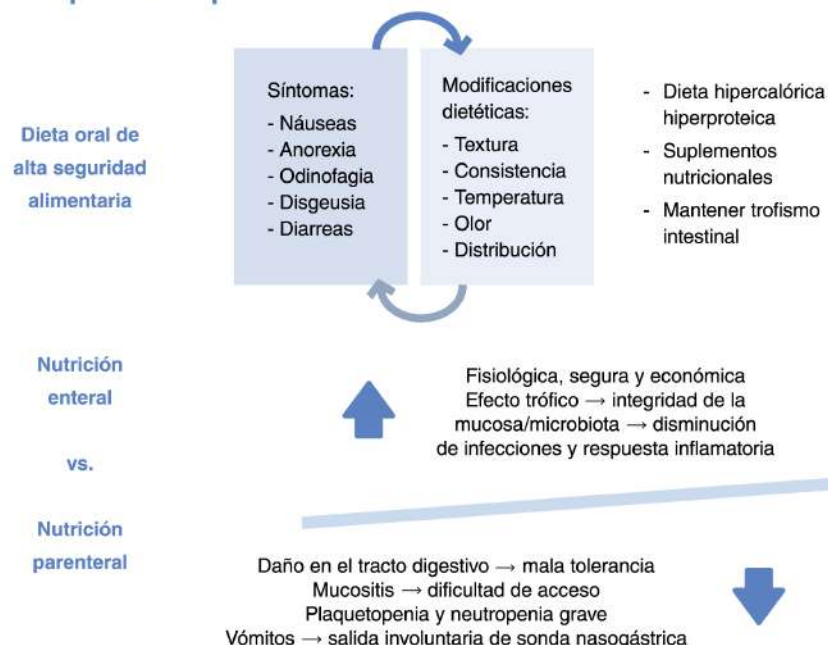 Dieta oral de
alta seguridad
alimentaria
Síntomas:
- Náuseas
- Anorexia
- Odinofagia
- Disgeusia
- Diarreas
Modificaciones
dietéticas:
- Textura
- Consistencia
- Temperatura
- Olor
- Distribución
- Dieta hipercalórica
hiperproteica
- Suplementos
nutricionales
- Mantener trofismo
intestinal
Nutrición
enteral
vs.
Nutrición
parenteral
Fisiológica, segura y económica
Efecto trófico → integridad de la
mucosa/microbiota → disminución
de infecciones y respuesta inflamatoria
Daño en el tracto digestivo → mala tolerancia
Mucositis → dificultad de acceso
Plaquetopenia y neutropenia grave
Vómitos → salida involuntaria de sonda nasogástrica